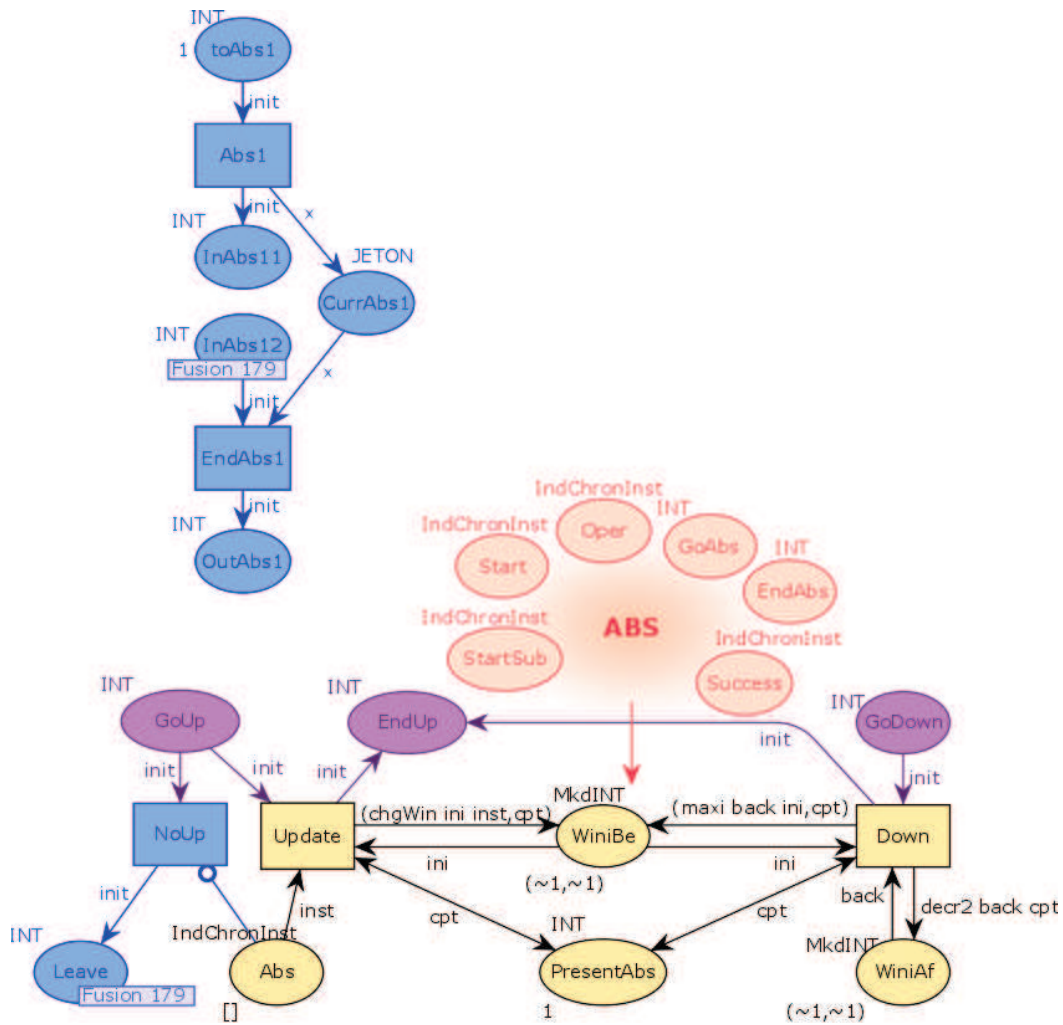 INT
1
toAbs1
init
Abs1
init
x
INT
InAbs11
JETON
CurrAbs1
INT
InAbs12
Fusion 179
x
init
EndAbs1
init
INT
OutAbs1
IndChronInst
Oper
INT
GoAbs
IndChronInst
Start
INT
EndAbs
ABS
IndChronInst
StartSub
IndChronInst
Success
INT
GoUp
INT
EndUp
INT
GoDown
init
init
init
init
init
MkdINT
(chgWin ini inst,cpt)
(maxi back ini,cpt)
NoUp
Update
WiniBe
Down
ini
ini
(~1,~1)
init
inst
cpt
cpt
back
decr2 back cpt
INT
IndChronInst
INT
MkdINT
Leave
Fusion 179
Abs
PresentAbs
WiniAf
[]
1
(~1,~1)